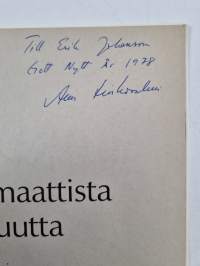 Till Erik Johansson
Gott Nytt År 1978
maattista
uutta